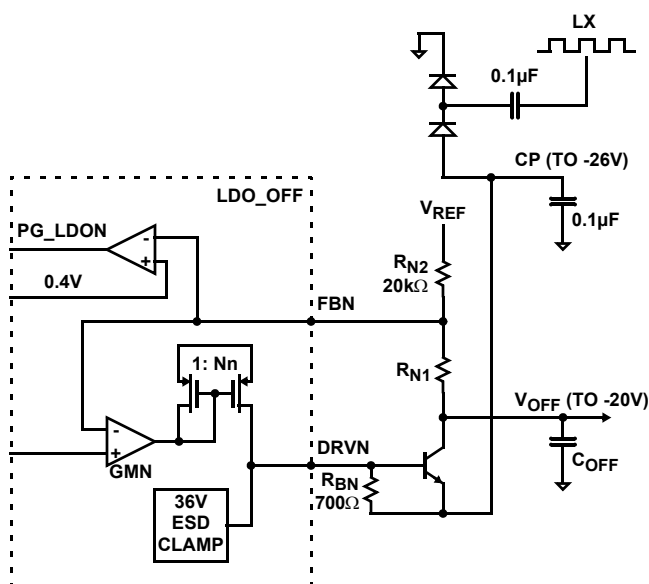 LX
0.1µF
CP (TO -26V)
LDO_OFF
0.1µF
VREF
PG_LDON
RN2
20kΩ
0.4V
FBN
1: Nn
RN1
VOFF (TO -20V)
DRVN
GMN
COFF
RBN
700Ω
36V
ESD
CLAMP
- 
+
-
+